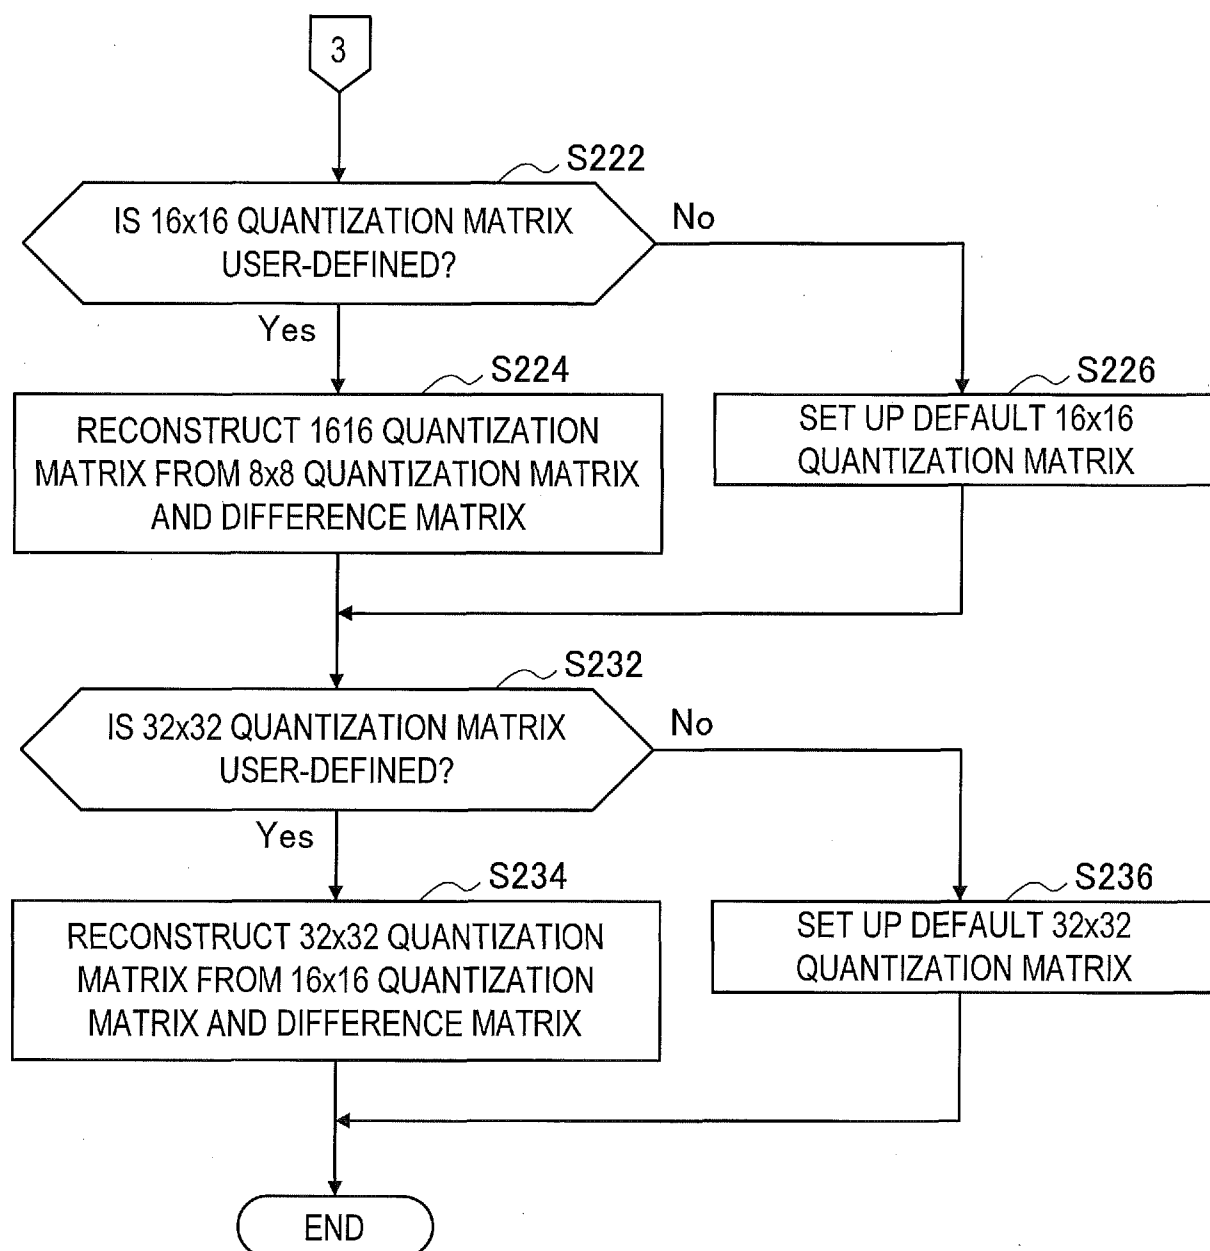 3
S222
IS 16x16 QUANTIZATION MATRIX
USER-DEFINED?
No
Yes
S224
RECONSTRUCT 1616 QUANTIZATION
MATRIX FROM 8x8 QUANTIZATION MATRIX
AND DIFFERENCE MATRIX
S226
SET UP DEFAULT 16x16
QUANTIZATION MATRIX
S232
IS 32x32 QUANTIZATION MATRIX
USER-DEFINED?
No
Yes
S234
RECONSTRUCT 32x32 QUANTIZATION
MATRIX FROM 16x16 QUANTIZATION
MATRIX AND DIFFERENCE MATRIX
S236
SET UP DEFAULT 32x32
QUANTIZATION MATRIX
END